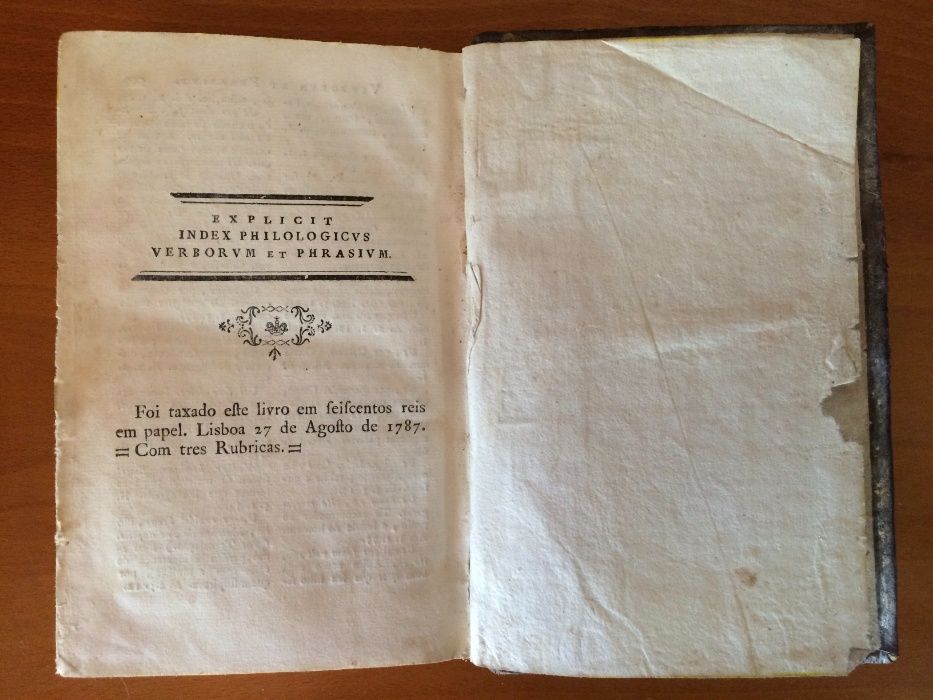 EXPLICIT
INDEX PHILOLOGICVS
VERBORVM ET PHRASIVM.
Foi taxado eſte livro em ſeiſcentos reis
em papel. Lisboa 27 de Agoſto de 1787.
= Com tres Rubricas. =